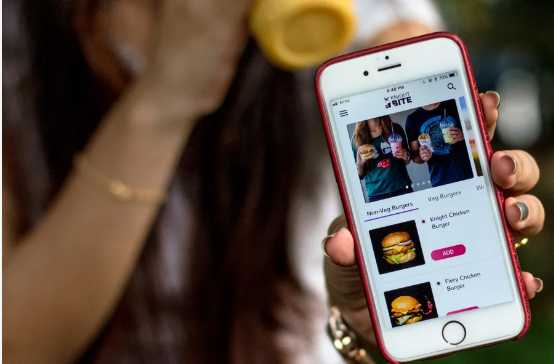 4:48 PM
KNIGHT
BITE
Non-Veg Burgers
Veg Burgers
Knight Chicken
Burger
ADD
Fiery Chicken
Burger